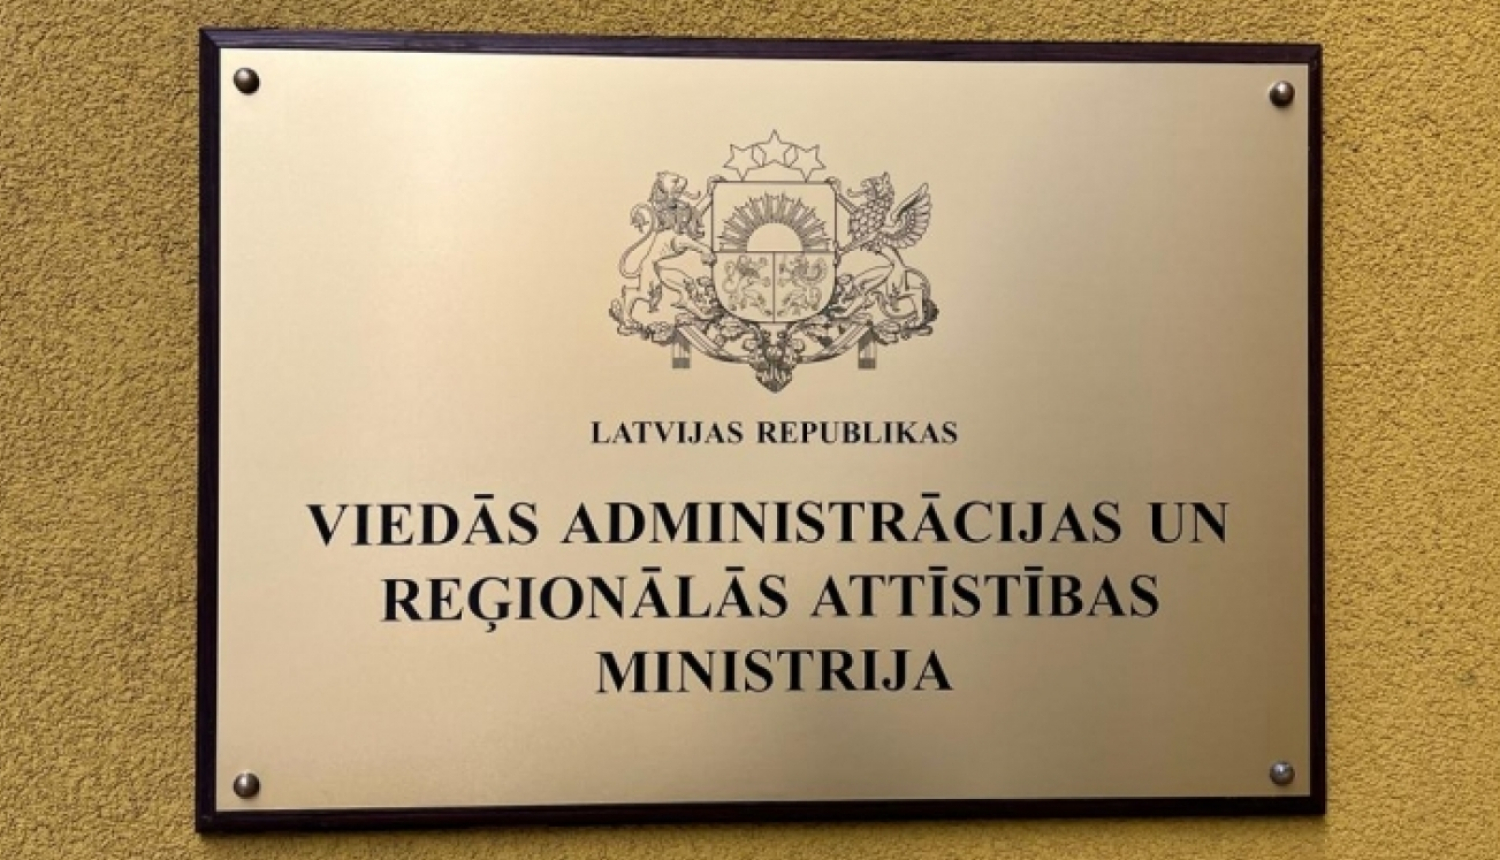 LATVIJAS REPUBLIKAS
VIEDĀS ADMINISTRĀCIJAS UN
REĢIONĀLĀS ATTĪSTĪBAS
MINISTRIJA